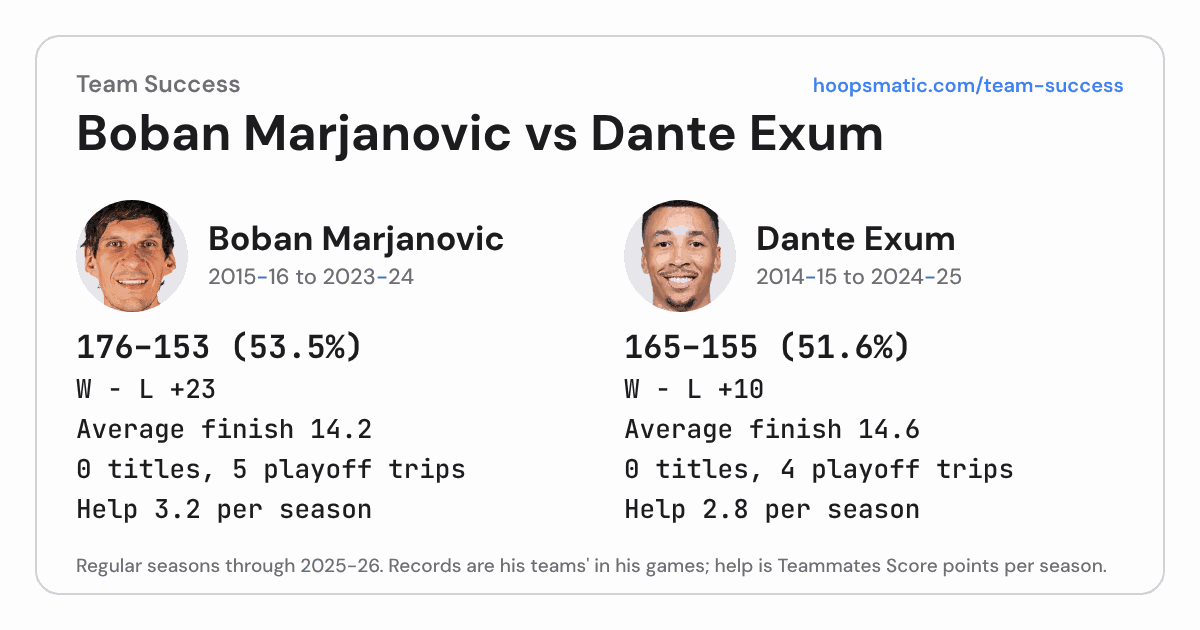 Team Success
hoopsmatic.com/team-success
Boban Marjanovic vs Dante Exum
Boban Marjanovic
2015-16 to 2023-24
176-153 (53.5%)
W - L +23
Average finish 14.2
0 titles, 5 playoff trips
Help 3.2 per season
Dante Exum
2014-15 to 2024-25
165-155 (51.6%)
W - L +10
Average finish 14.6
0 titles, 4 playoff trips
Help 2.8 per season
Regular seasons through 2025-26. Records are his teams' in his games; help is Teammates Score points per season.